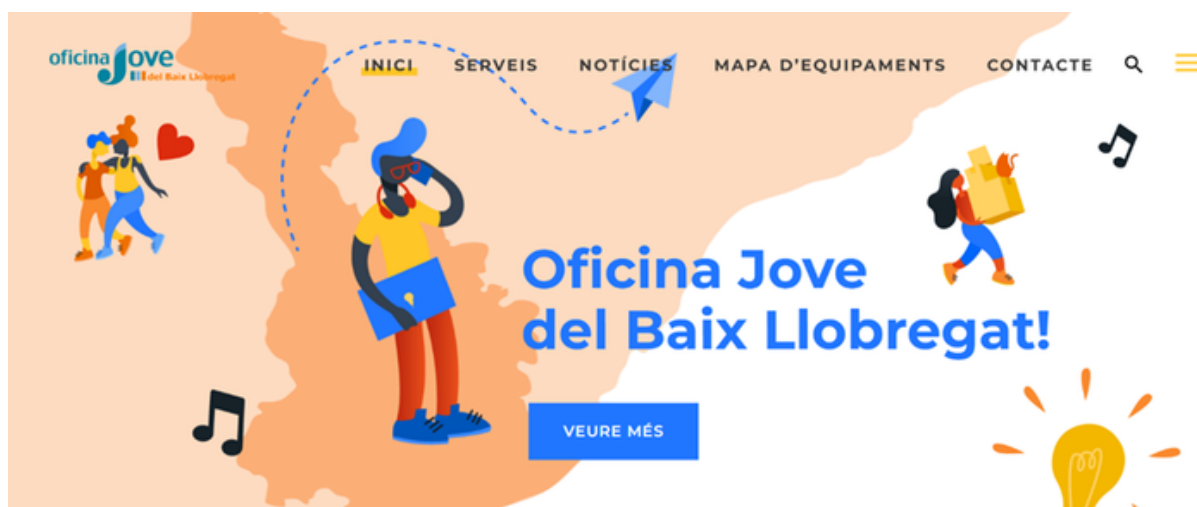 oficina Jove
del Baix Llobregat
INICI SERVEIS NOTÍCIES MAPA D'EQUIPAMENTS CONTACTE
Oficina Jove
del Baix Llobregat!
VEURE MÉS